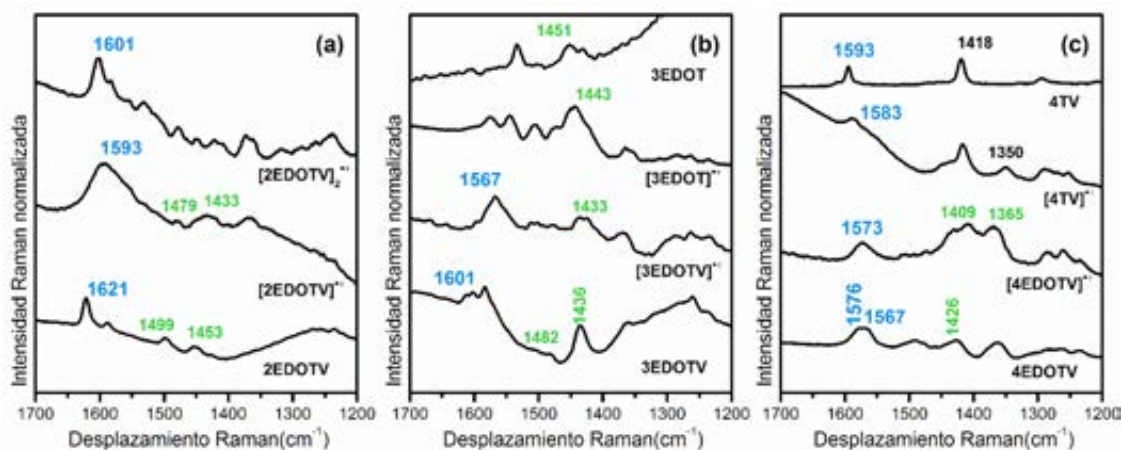 Intensidad Raman normalizada
(a)
1601
[2EDOTV]₂•+
1593
1479
1433
[2EDOTV]•+
1621
1499
1453
2EDOTV
1700 1600 1500 1400 1300 1200
Desplazamiento Raman(cm⁻¹)
Intensidad Raman normalizada
(b)
1451
3EDOT
1443
[3EDOT]•+
1567
1433
[3EDOTV]•+
1601
1482
1436
3EDOTV
1700 1600 1500 1400 1300 1200
Desplazamiento Raman(cm⁻¹)
Intensidad Raman normalizada
(c)
1593
1418
4TV
1583
1350
[4TV]•+
1573
1409
1365
[4EDOTV]•+
1576
1567
1426
4EDOTV
1700 1600 1500 1400 1300 1200
Desplazamiento Raman(cm⁻¹)